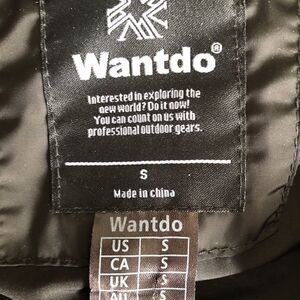 Wantdo®
Interested in exploring the
new world? Do it now!
You can count on us with
professional outdoor gears.
S
Made in China
Wantdo
US S
CA S
UK S
AU S